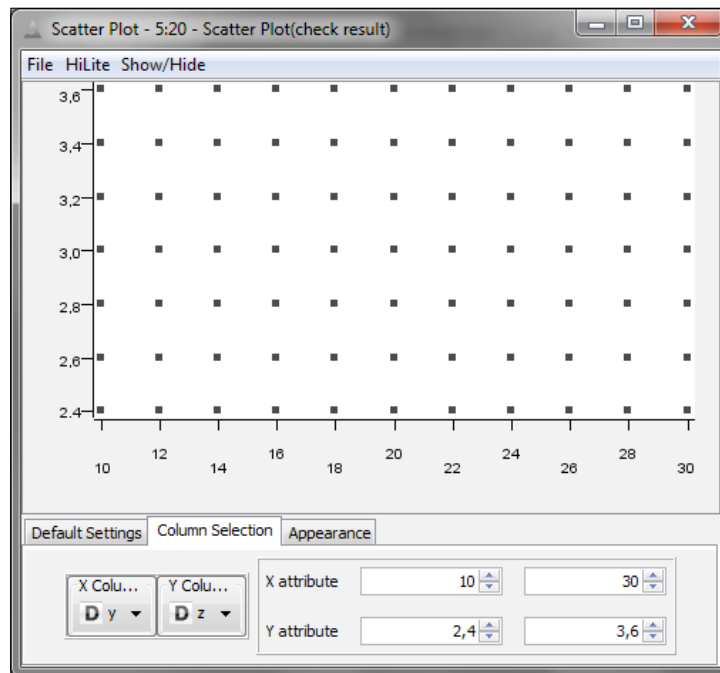 Scatter Plot - 5:20 - Scatter Plot(check result)
File HiLite Show/Hide
3,6
3,4
3,2
3,0
2,8
2,6
2,4
10 12 14 16 18 20 22 24 26 28 30
Default Settings Column Selection Appearance
X Colu... Y Colu... X attribute 10 30
D y D z
Y attribute 2,4 3,6